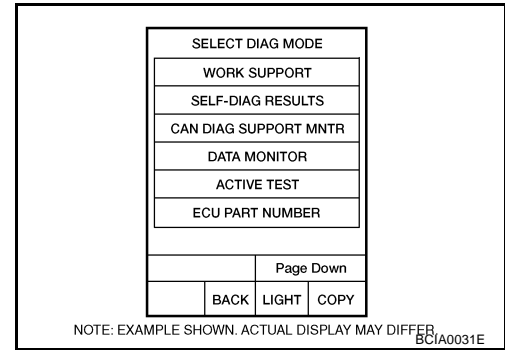 SELECT DIAG MODE
WORK SUPPORT
SELF-DIAG RESULTS
CAN DIAG SUPPORT MNTR
DATA MONITOR
ACTIVE TEST
ECU PART NUMBER
Page Down
BACK LIGHT COPY
NOTE: EXAMPLE SHOWN. ACTUAL DISPLAY MAY DIFFER.
BCIA0031E